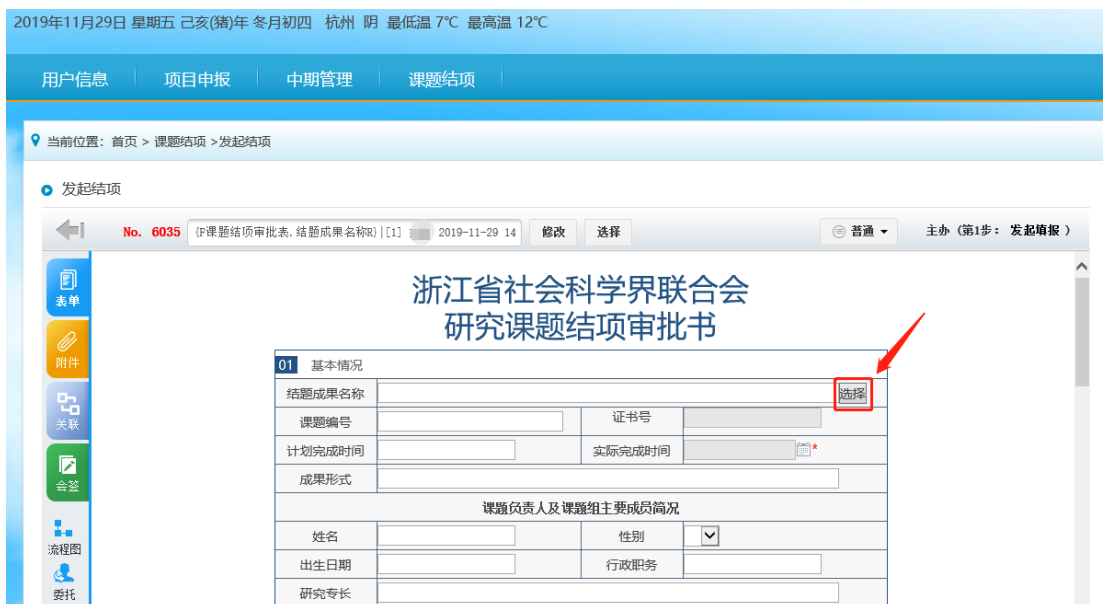 2019年11月29日 星期五 己亥(猪)年 冬月初四 杭州 阴 最低温 7℃ 最高温 12℃
用户信息 项目申报 中期管理 课题结项
当前位置：首页 > 课题结项 >发起结项
发起结项
No. 6035 {F课题结项审批表.结题成果名称R}|[1] 2019-11-29 14 修改 选择 普通 主办（第1步：发起填报）
表单
附件
关联
会签
流程图
委托
浙江省社会科学界联合会
研究课题结项审批书
01 基本情况
结题成果名称 选择
课题编号 证书号
计划完成时间 实际完成时间 *
成果形式
课题负责人及课题组主要成员简况
姓名 性别
出生日期 行政职务
研究专长